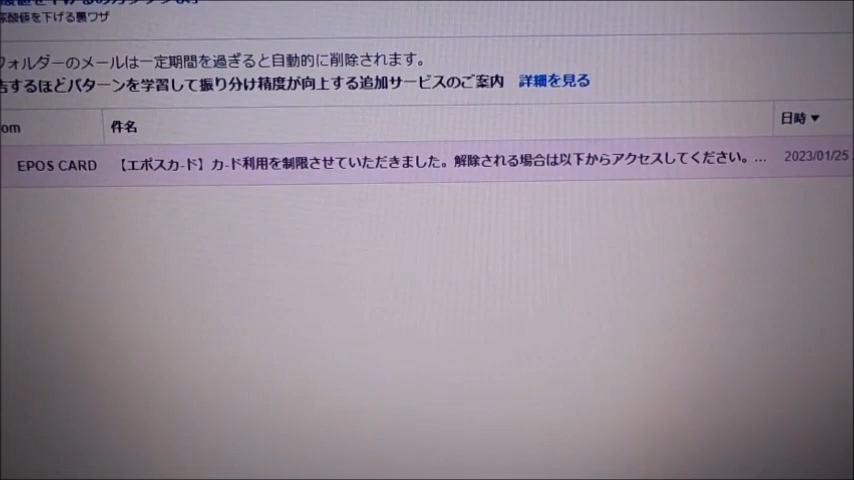 尿酸値を下げる裏ワザ
フォルダーのメールは一定期間を過ぎると自動的に削除されます。
告するほどパターンを学習して振り分け精度が向上する追加サービスのご案内 詳細を見る
om 件名 日時▼
EPOS CARD 【エポスカード】カード利用を制限させていただきました。解除される場合は以下からアクセスしてください。... 2023/01/25